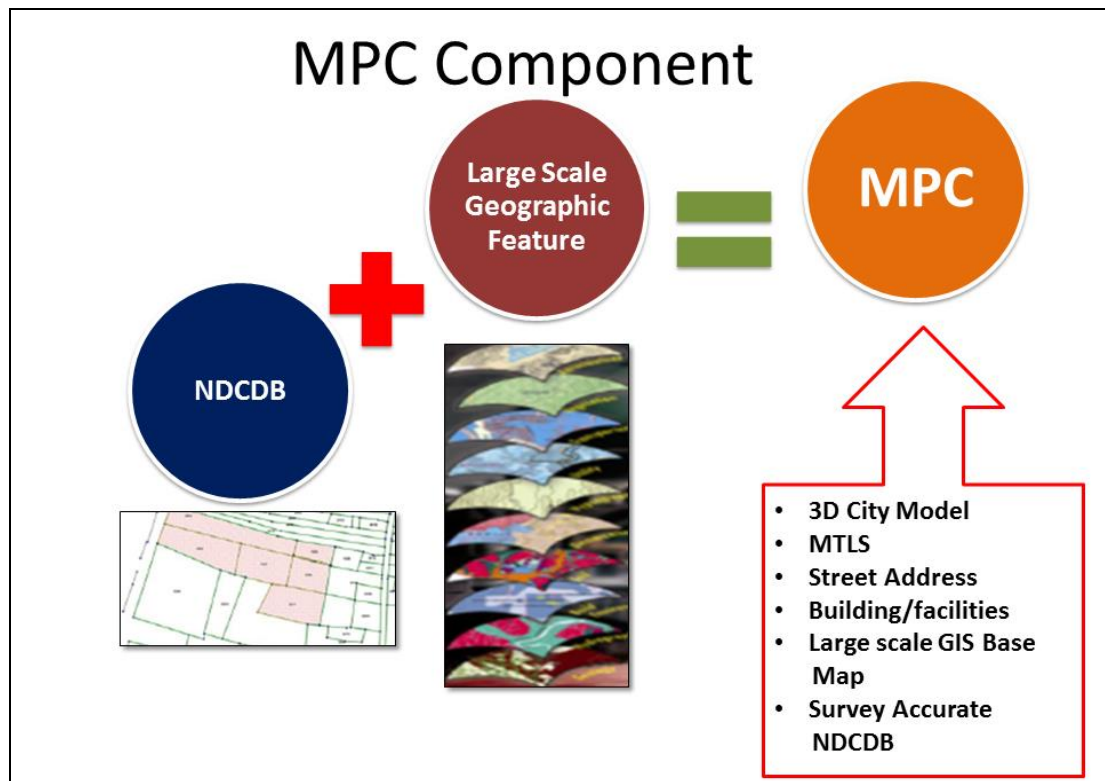 MPC Component
Large Scale
Geographic
Feature
MPC
NDCDB
• 3D City Model
• MTLS
• Street Address
• Building/facilities
• Large scale GIS Base
Map
• Survey Accurate
NDCDB